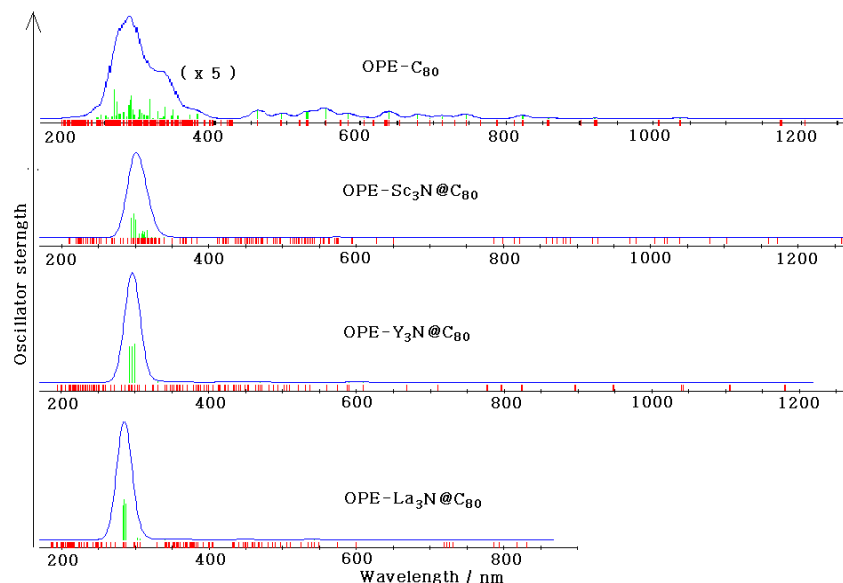 OPE-C80
( x 5 )
200 400 600 800 1000 1200
OPE-Sc3N@C80
200 400 600 800 1000 1200
OPE-Y3N@C80
200 400 600 800 1000 1200
OPE-La3N@C80
200 400 600 800
Wavelength / nm
Oscillator sterngth